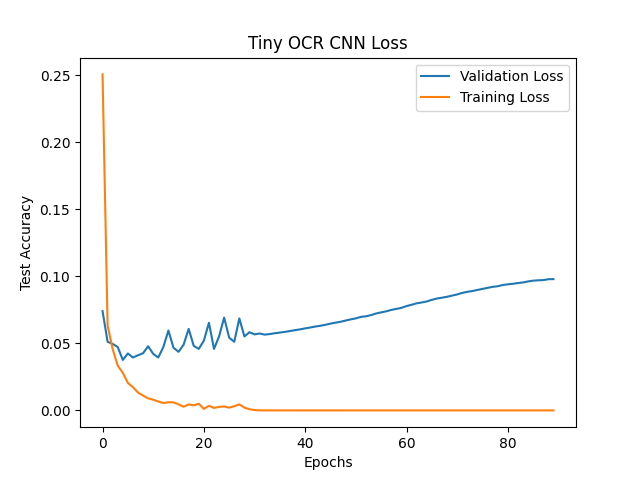 Tiny OCR CNN Loss
Validation Loss
Training Loss
Test Accuracy
0.25
0.20
0.15
0.10
0.05
0.00
0 20 40 60 80
Epochs